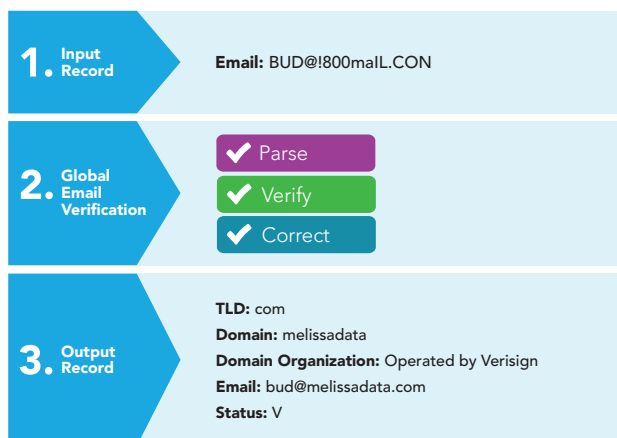 1. Input
Record
Email: BUD@!800maIL.CON
2. Global
Email
Verification
Parse
Verify
Correct
3. Output
Record
TLD: com
Domain: melissadata
Domain Organization: Operated by Verisign
Email: bud@melissadata.com
Status: V